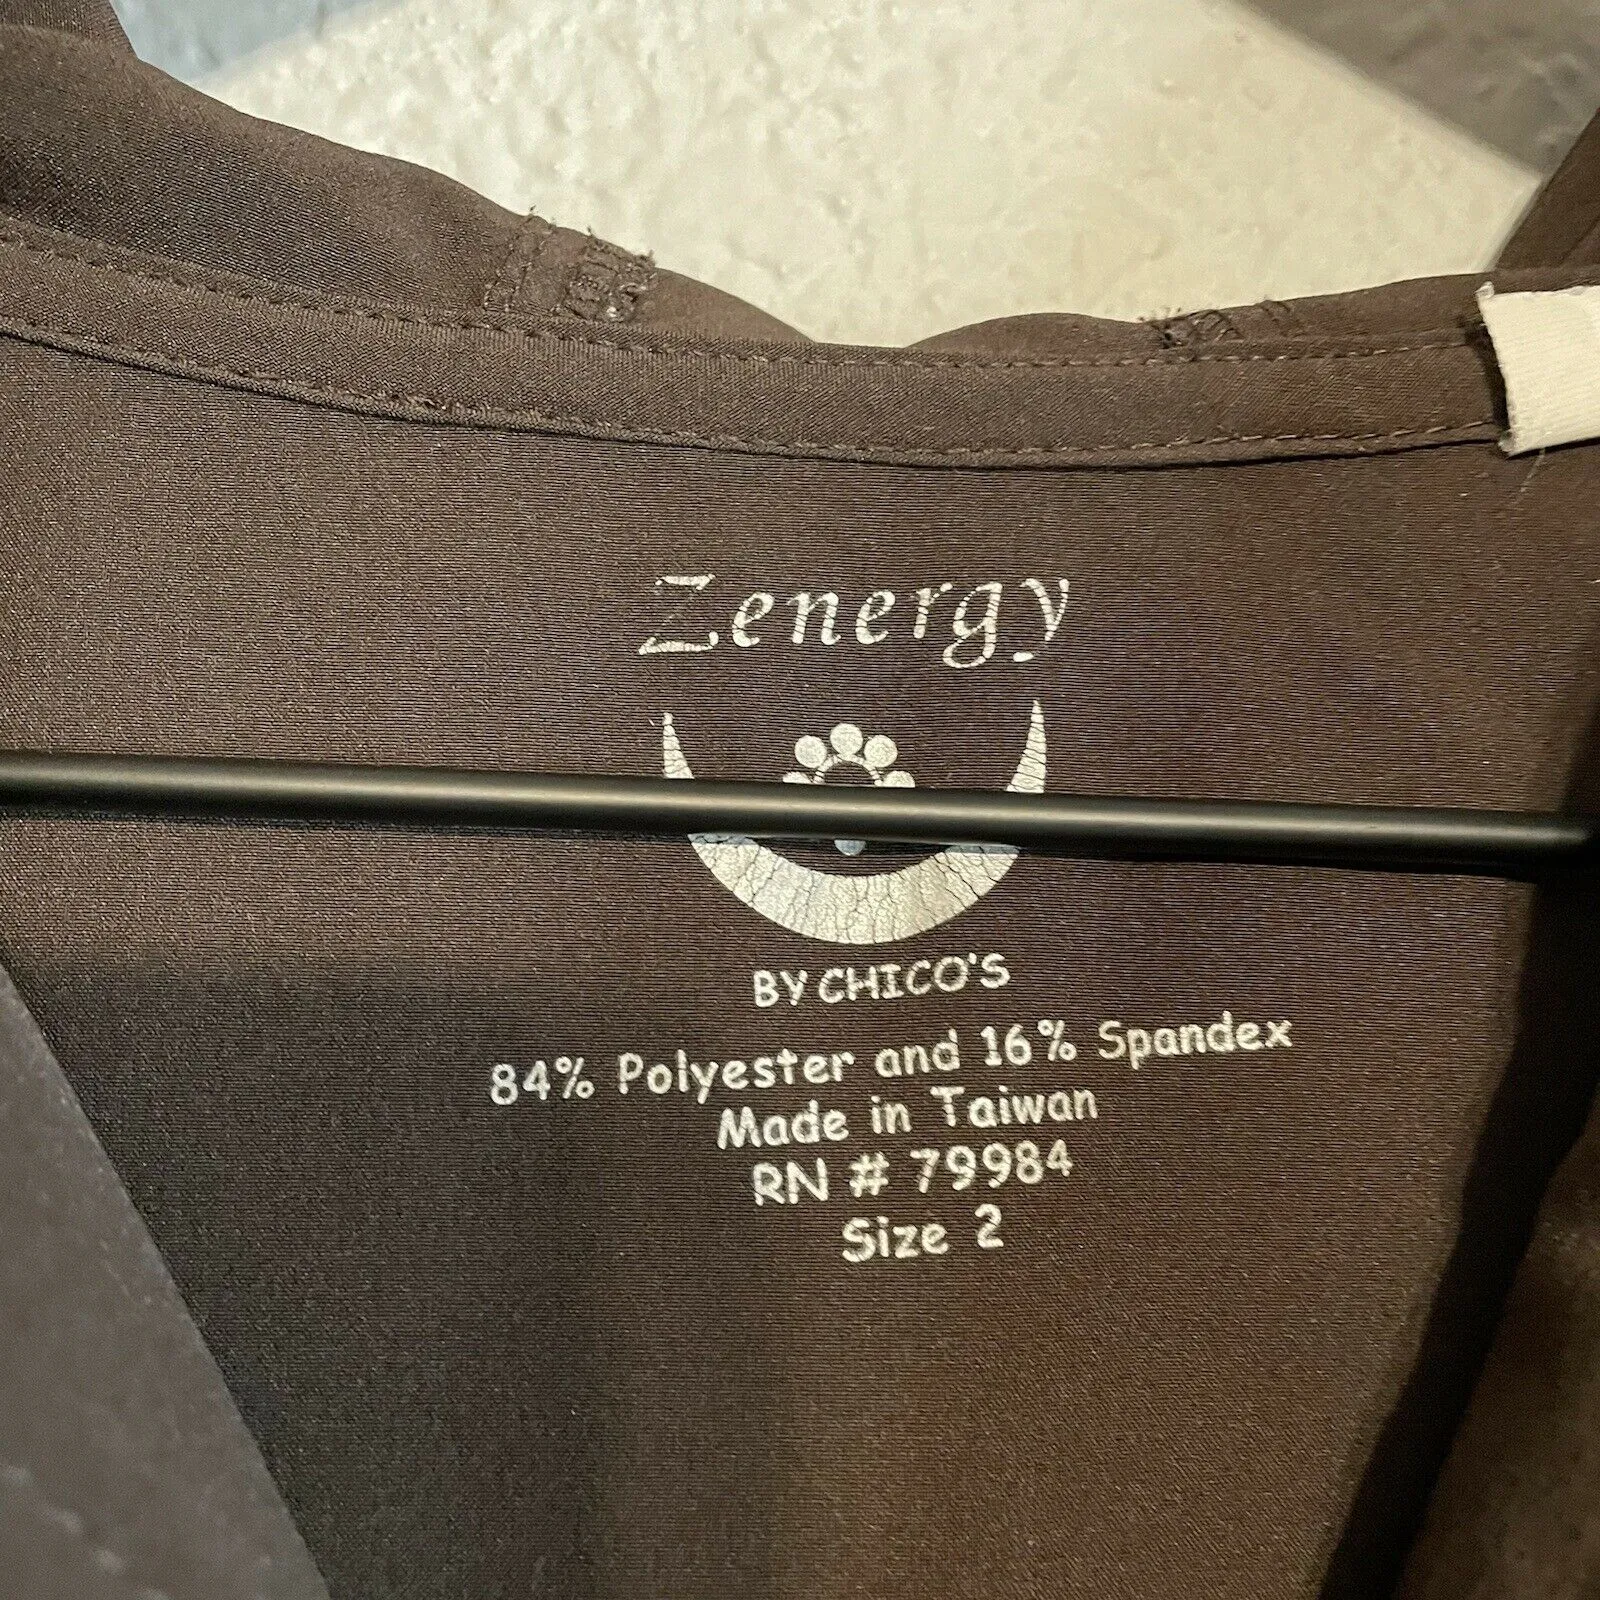 Zenergy
BY CHICO'S
84% Polyester and 16% Spandex
Made in Taiwan
RN # 79984
Size 2